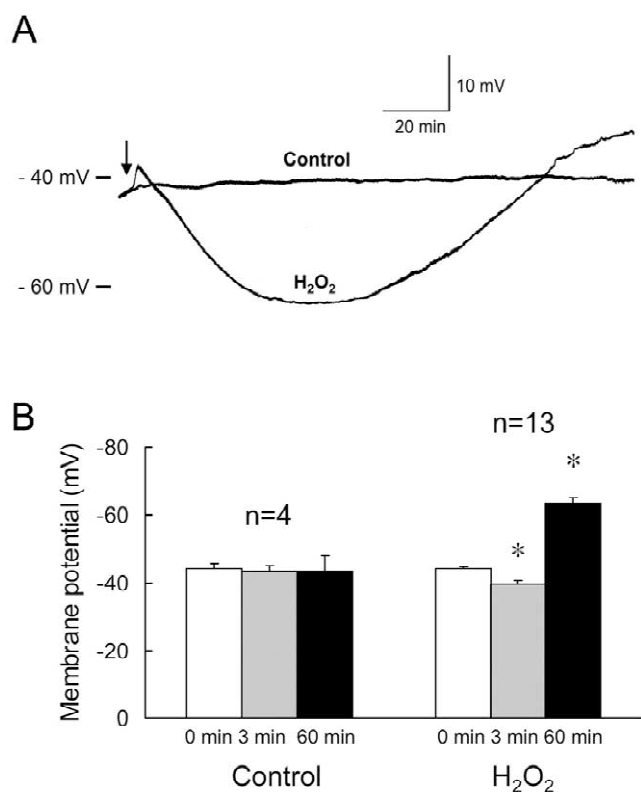 A
10 mV
20 min
Control
- 40 mV
H₂O₂
- 60 mV
B
n=13
-80
*
Membrane potential (mV)
-60
n=4
*
-40
-20
0
0 min 3 min 60 min 0 min 3 min 60 min
Control H₂O₂